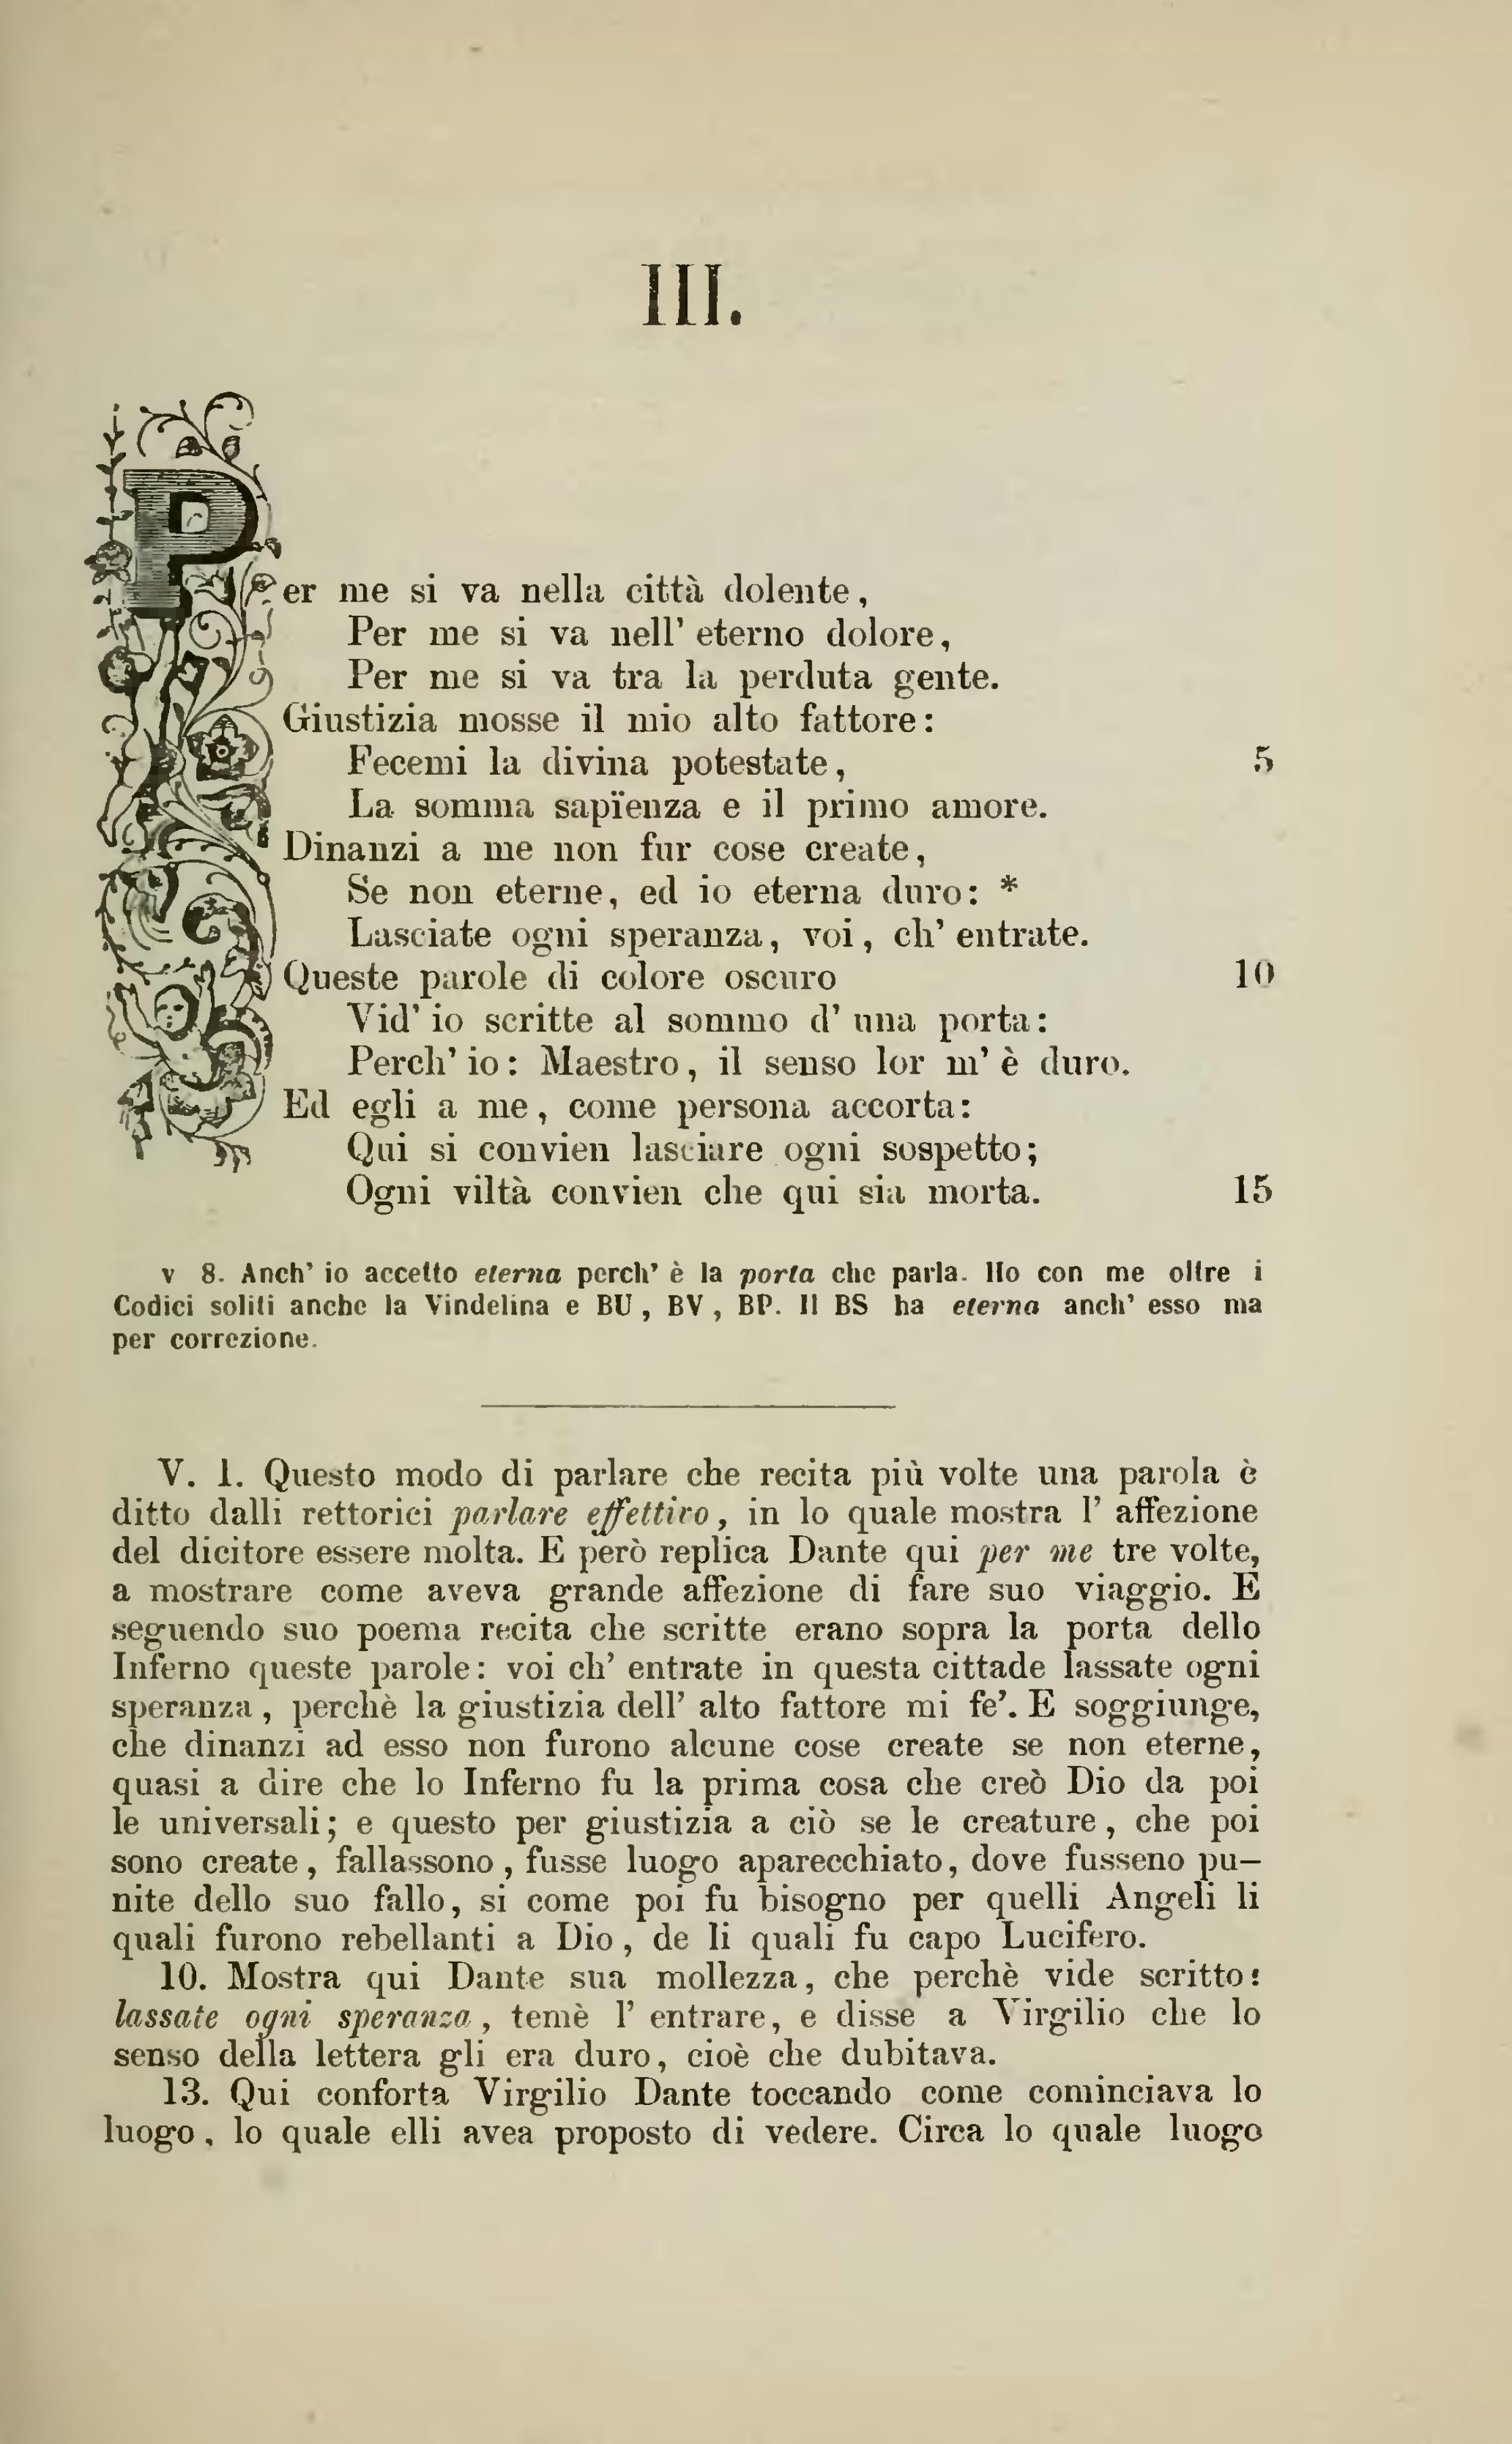 III.
Per me si va nella città dolente,
Per me si va nell' eterno dolore,
Per me si va tra la perduta gente.
Giustizia mosse il mio alto fattore:
Fecemi la divina potestate, 5
La somma sapïenza e il primo amore.
Dinanzi a me non fur cose create,
Se non eterne, ed io eterna duro: *
Lasciate ogni speranza, voi, ch' entrate.
Queste parole di colore oscuro 10
Vid' io scritte al sommo d' una porta:
Perch' io: Maestro, il senso lor m' è duro.
Ed egli a me, come persona accorta:
Qui si convien lasciare ogni sospetto;
Ogni viltà convien che qui sia morta. 15
v 8. Anch' io accetto eterna perch' è la porta che parla. Ho con me oltre i
Codici soliti anche la Vindelina e BU, BV, BP. Il BS ha eterna anch' esso ma
per correzione.
V. 1. Questo modo di parlare che recita più volte una parola è
ditto dalli rettorici parlare effettivo, in lo quale mostra l' affezione
del dicitore essere molta. E però replica Dante qui per me tre volte,
a mostrare come aveva grande affezione di fare suo viaggio. E
seguendo suo poema recita che scritte erano sopra la porta dello
Inferno queste parole: voi ch' entrate in questa cittade lassate ogni
speranza, perchè la giustizia dell' alto fattore mi fe'. E soggiunge,
che dinanzi ad esso non furono alcune cose create se non eterne,
quasi a dire che lo Inferno fu la prima cosa che creò Dio da poi
le universali; e questo per giustizia a ciò se le creature, che poi
sono create, fallassono, fusse luogo aparecchiato, dove fusseno pu-
nite dello suo fallo, si come poi fu bisogno per quelli Angeli li
quali furono rebellanti a Dio, de li quali fu capo Lucifero.
10. Mostra qui Dante sua mollezza, che perchè vide scritto:
lassate ogni speranza, temè l' entrare, e disse a Virgilio che lo
senso della lettera gli era duro, cioè che dubitava.
13. Qui conforta Virgilio Dante toccando come cominciava lo
luogo, lo quale elli avea proposto di vedere. Circa lo quale luogo